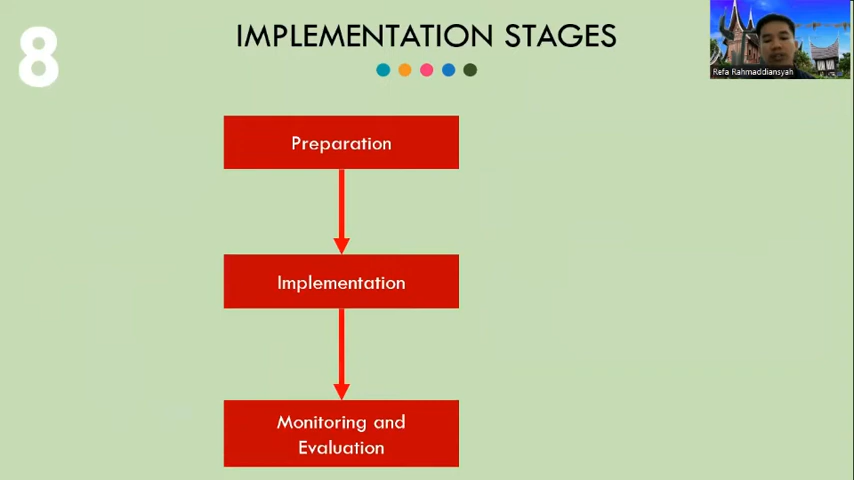 8
IMPLEMENTATION STAGES
Refa Rahmaddiansyah
Preparation
Implementation
Monitoring and
Evaluation